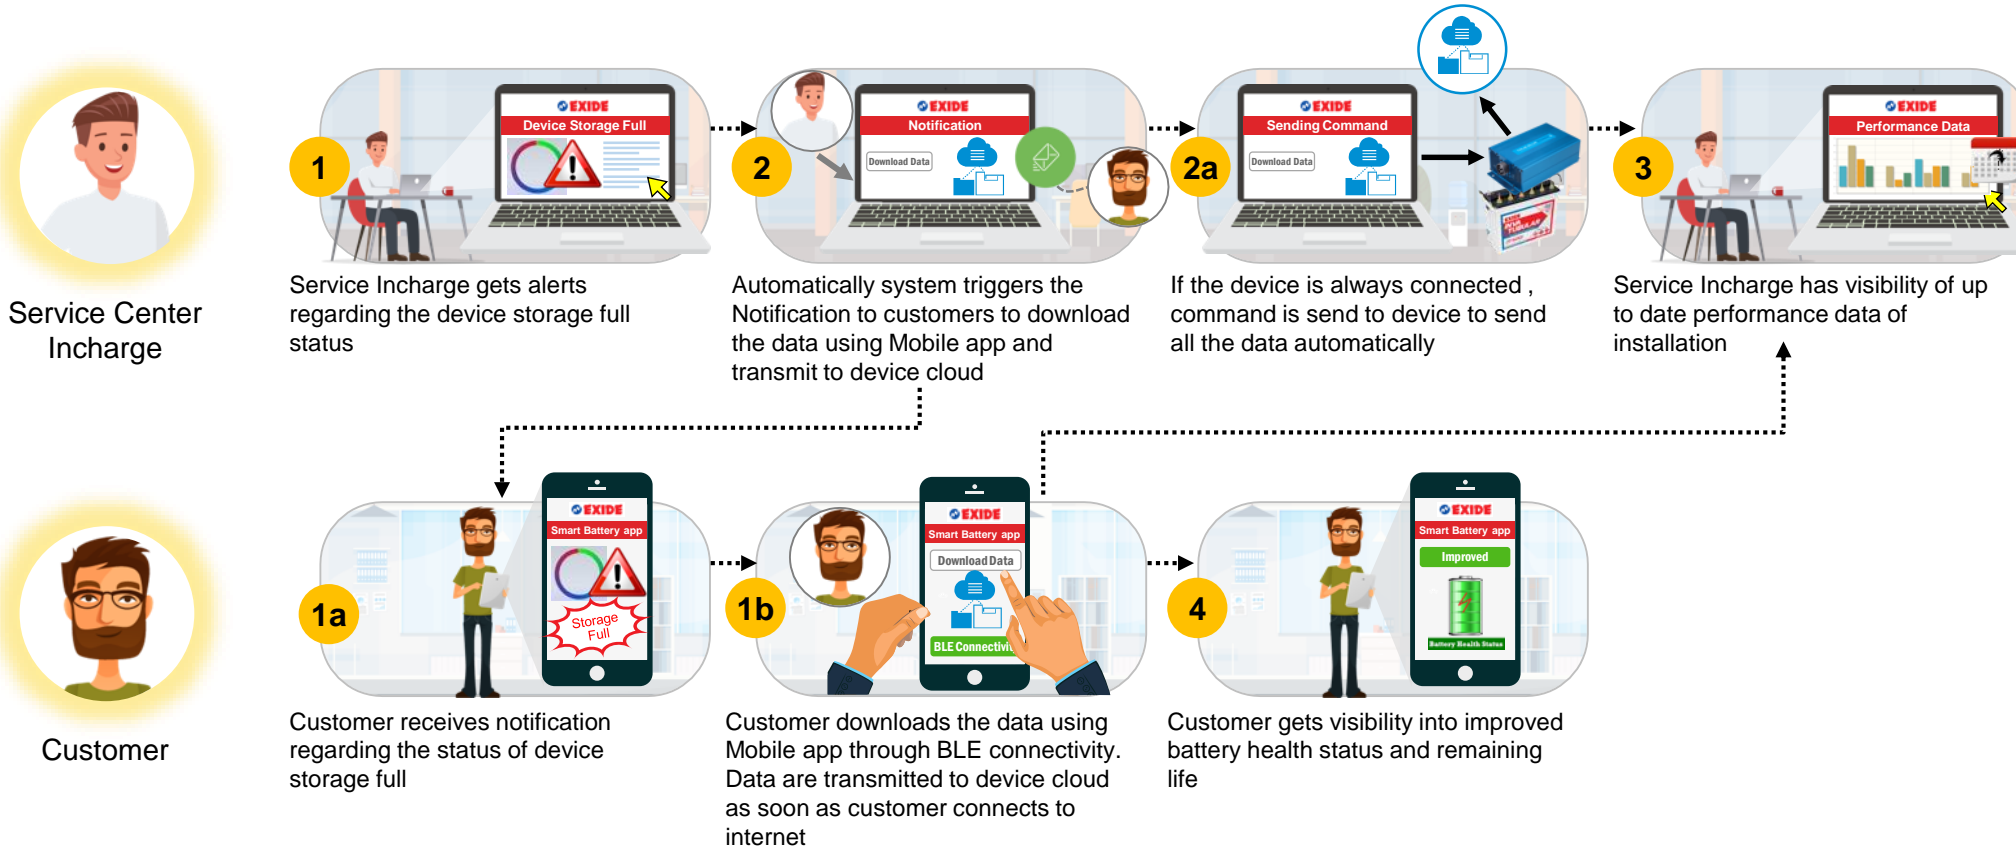 Service Center
Incharge
1
EXIDE
Device Storage Full
Service Incharge gets alerts
regarding the device storage full
status
2
EXIDE
Notification
Download Data
Automatically system triggers the
Notification to customers to download
the data using Mobile app and
transmit to device cloud
2a
EXIDE
Sending Command
Download Data
EXIDE
INVA
TUBULAR
If the device is always connected ,
command is send to device to send
all the data automatically
3
EXIDE
Performance Data
Service Incharge has visibility of up
to date performance data of
installation
Customer
1a
EXIDE
Smart Battery app
Storage
Full
Customer receives notification
regarding the status of device
storage full
1b
EXIDE
Smart Battery app
Download Data
BLE Connectivi
Customer downloads the data using
Mobile app through BLE connectivity.
Data are transmitted to device cloud
as soon as customer connects to
internet
4
EXIDE
Smart Battery app
Improved
Battery Health Status
Customer gets visibility into improved
battery health status and remaining
life